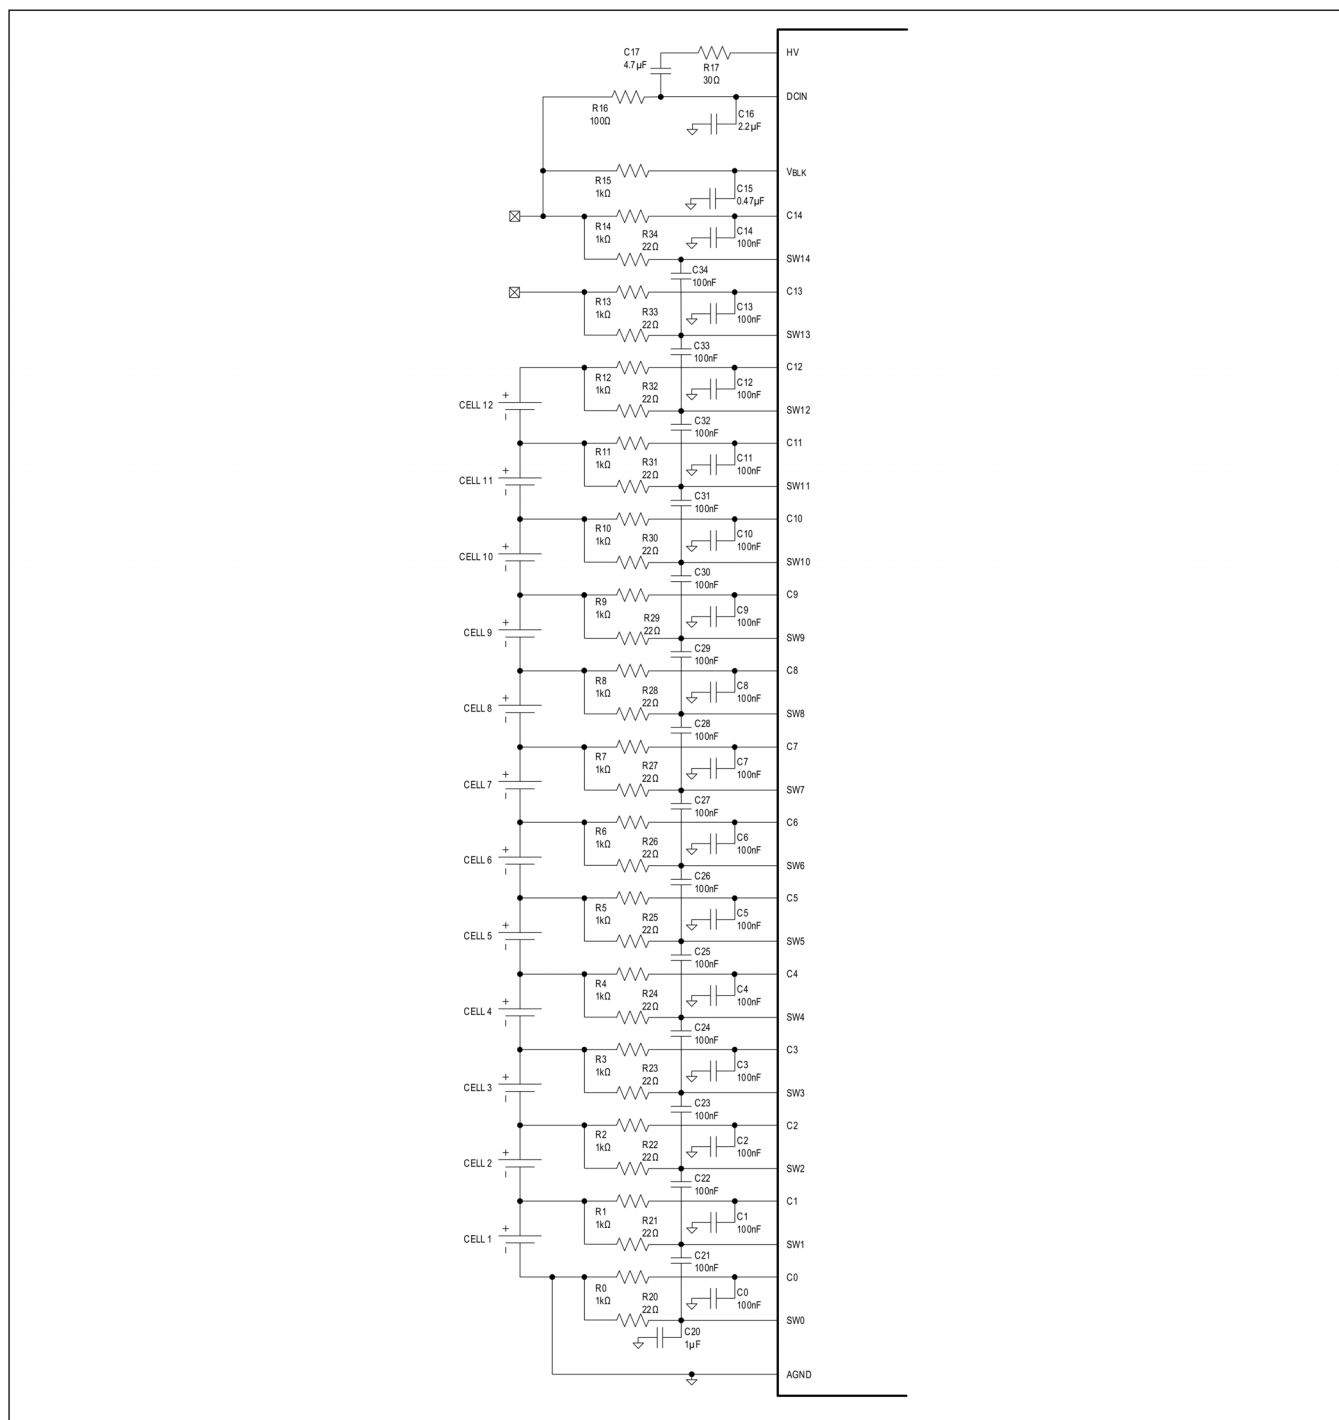 C17
4.7µF
R17
30Ω
HV
R16
100Ω
C16
2.2µF
DCIN
R15
1kΩ
C15
0.47µF
VBLK
R14
1kΩ
R34
22Ω
C14
100nF
C14
C34
100nF
SW14
R13
1kΩ
R33
22Ω
C13
100nF
C13
C33
100nF
SW13
CELL 12
+
–
R12
1kΩ
R32
22Ω
C12
100nF
C12
C32
100nF
SW12
CELL 11
+
–
R11
1kΩ
R31
22Ω
C11
100nF
C11
C31
100nF
SW11
CELL 10
+
–
R10
1kΩ
R30
22Ω
C10
100nF
C10
C30
100nF
SW10
CELL 9
+
–
R9
1kΩ
R29
22Ω
C9
100nF
C9
C29
100nF
SW9
CELL 8
+
–
R8
1kΩ
R28
22Ω
C8
100nF
C8
C28
100nF
SW8
CELL 7
+
–
R7
1kΩ
R27
22Ω
C7
100nF
C7
C27
100nF
SW7
CELL 6
+
–
R6
1kΩ
R26
22Ω
C6
100nF
C6
C26
100nF
SW6
CELL 5
+
–
R5
1kΩ
R25
22Ω
C5
100nF
C5
C25
100nF
SW5
CELL 4
+
–
R4
1kΩ
R24
22Ω
C4
100nF
C4
C24
100nF
SW4
CELL 3
+
–
R3
1kΩ
R23
22Ω
C3
100nF
C3
C23
100nF
SW3
CELL 2
+
–
R2
1kΩ
R22
22Ω
C2
100nF
C2
C22
100nF
SW2
CELL 1
+
–
R1
1kΩ
R21
22Ω
C1
100nF
C1
C21
100nF
SW1
R0
1kΩ
R20
22Ω
C0
100nF
C0
C20
1µF
SW0
AGND